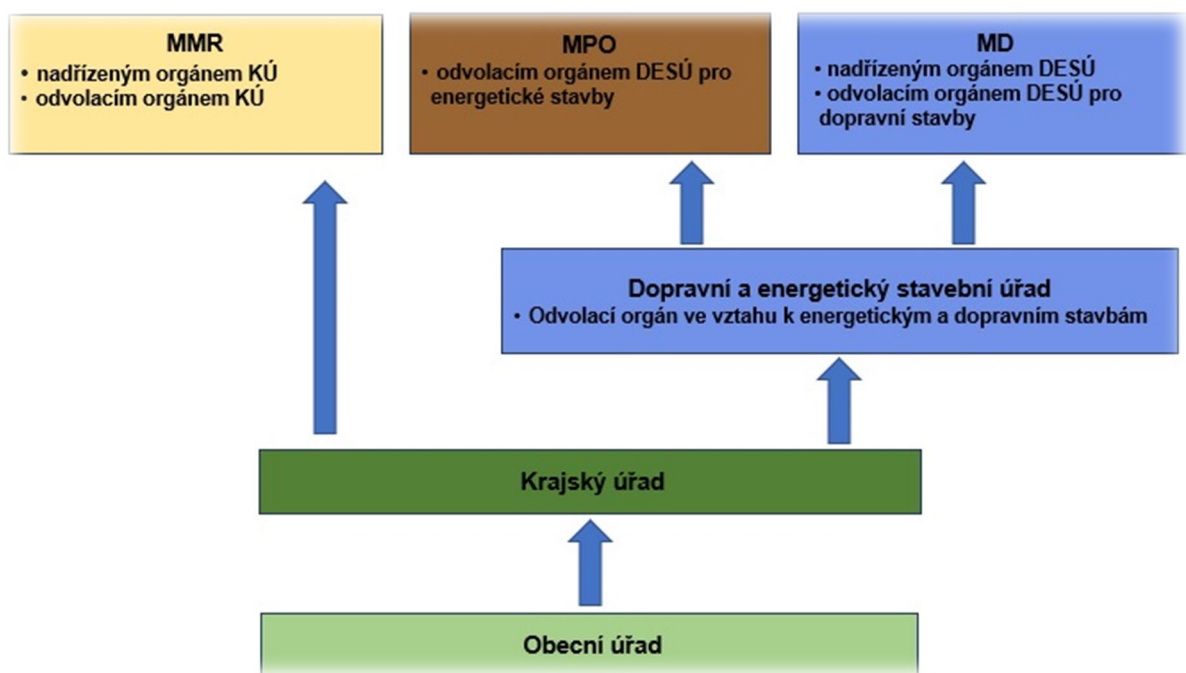 MMR
• nadřízeným orgánem KÚ
• odvolacím orgánem KÚ
MPO
• odvolacím orgánem DESÚ pro
energetické stavby
MD
• nadřízeným orgánem DESÚ
• odvolacím orgánem DESÚ pro
dopravní stavby
Dopravní a energetický stavební úřad
• Odvolací orgán ve vztahu k energetickým a dopravním stavbám
Krajský úřad
Obecní úřad